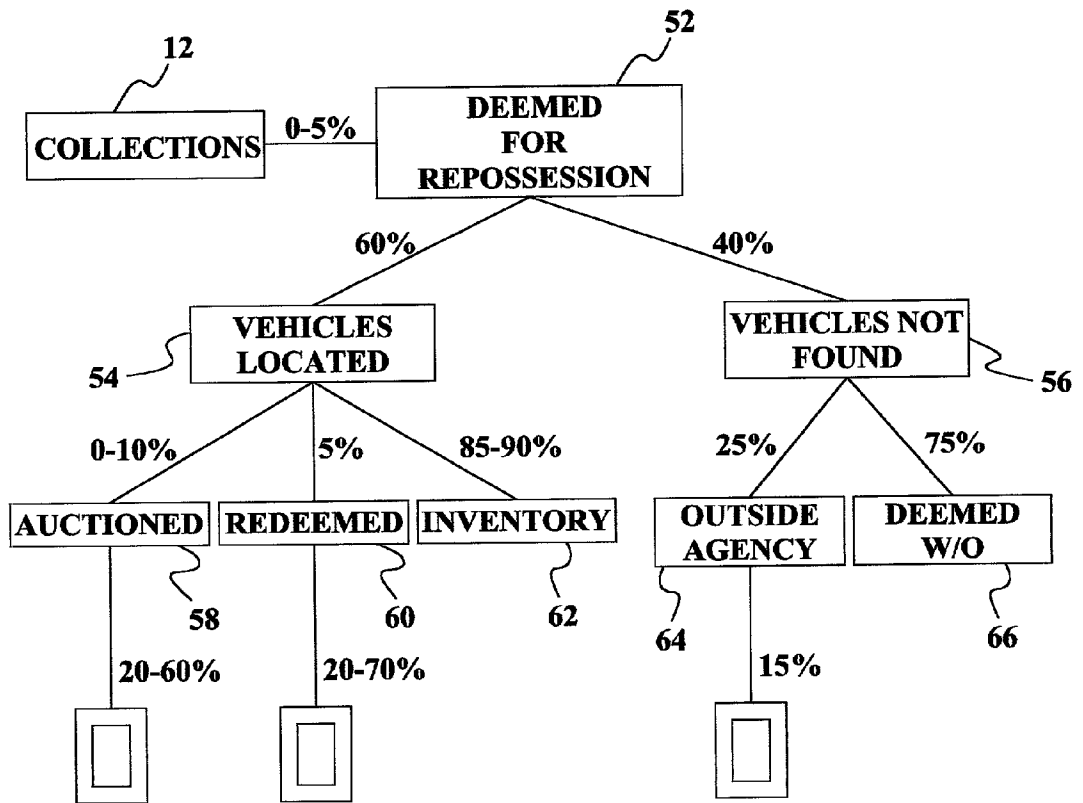 52
12
DEEMED
FOR
REPOSSESSION
COLLECTIONS
0-5%
60%
40%
VEHICLES
LOCATED
VEHICLES NOT
FOUND
54
56
0-10%
5%
85-90%
25%
75%
AUCTIONED
REDEEMED
INVENTORY
OUTSIDE
AGENCY
DEEMED
W/O
58
60
62
64
66
20-60%
20-70%
15%